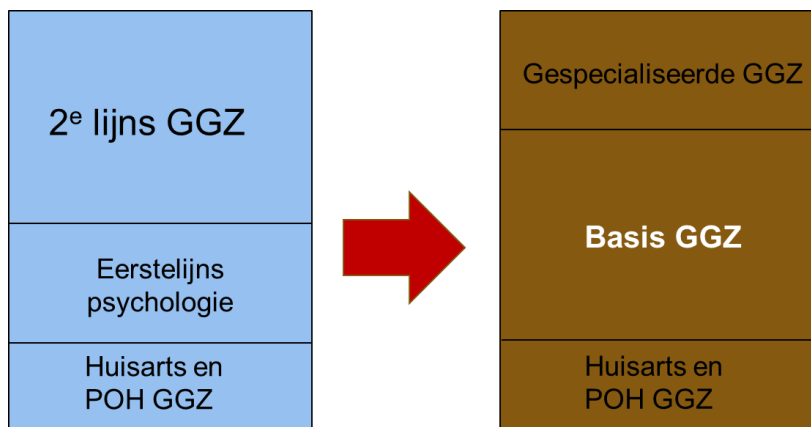 2e lijns GGZ
Eerstelijns
psychologie
Huisarts en
POH GGZ
Gespecialiseerde GGZ
Basis GGZ
Huisarts en
POH GGZ